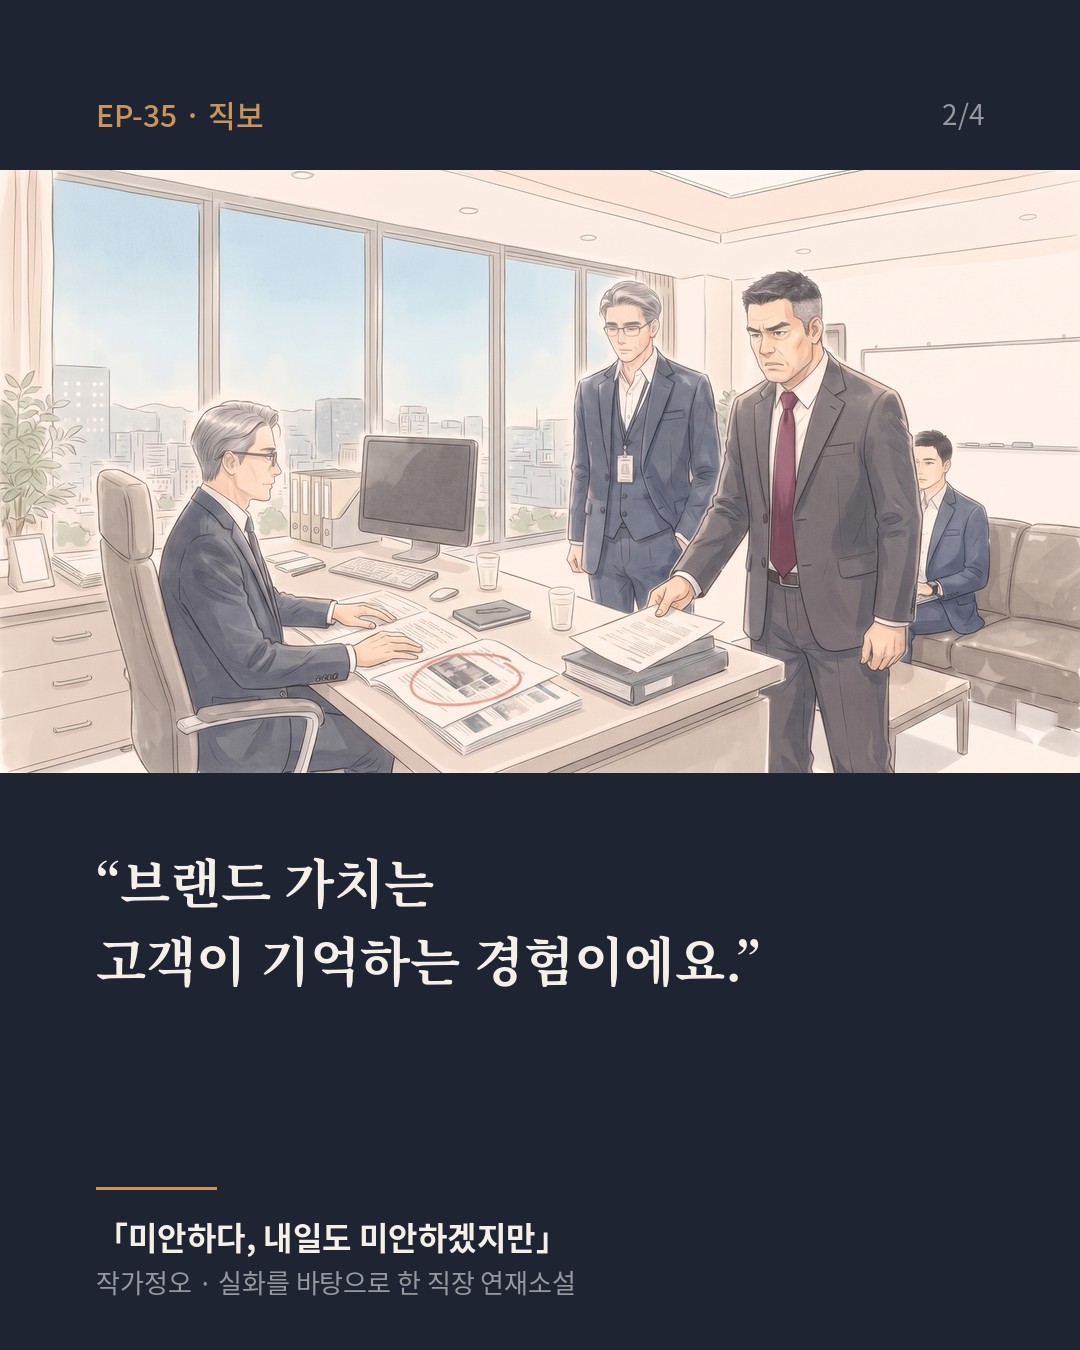 EP-35 · 직보
2/4
“브랜드 가치는
고객이 기억하는 경험이에요.”
「미안하다, 내일도 미안하겠지만」
작가정오 · 실화를 바탕으로 한 직장 연재소설